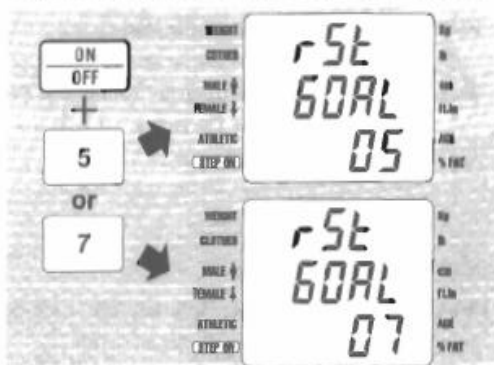 ON
OFF
+
5
or
7
WEIGHT
CLOTHES
MALE
FEMALE
ATHLETIC
STEP ON
rSt
GOAL
05
Kg
lb
cm
ft.in
AGE
% FAT
WEIGHT
CLOTHES
MALE
FEMALE
ATHLETIC
STEP ON
rSt
GOAL
07
Kg
lb
cm
ft.in
AGE
% FAT